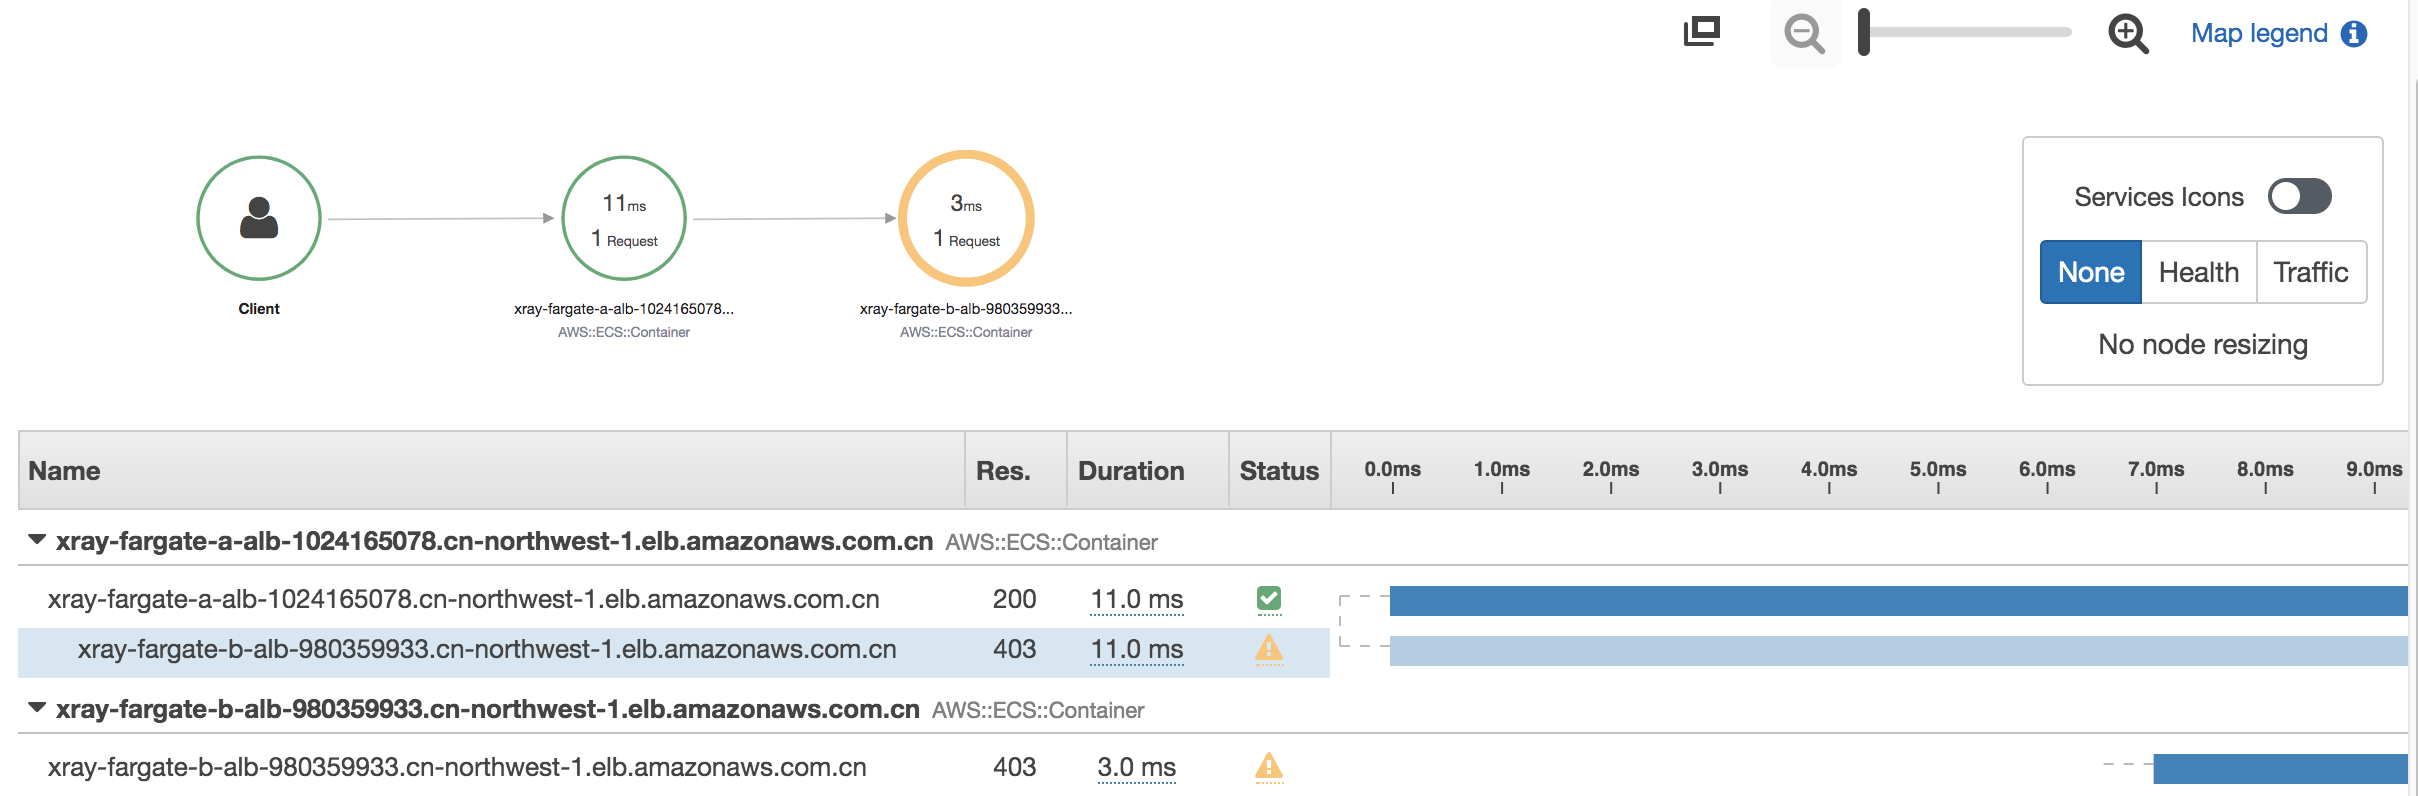 Map legend
11ms
1 Request
3ms
1 Request
Client
xray-fargate-a-alb-1024165078...
AWS::ECS::Container
xray-fargate-b-alb-980359933...
AWS::ECS::Container
Services Icons
None Health Traffic
No node resizing
Name Res. Duration Status 0.0ms 1.0ms 2.0ms 3.0ms 4.0ms 5.0ms 6.0ms 7.0ms 8.0ms 9.0ms
xray-fargate-a-alb-1024165078.cn-northwest-1.elb.amazonaws.com.cn AWS::ECS::Container
xray-fargate-a-alb-1024165078.cn-northwest-1.elb.amazonaws.com.cn 200 11.0 ms
xray-fargate-b-alb-980359933.cn-northwest-1.elb.amazonaws.com.cn 403 11.0 ms
xray-fargate-b-alb-980359933.cn-northwest-1.elb.amazonaws.com.cn AWS::ECS::Container
xray-fargate-b-alb-980359933.cn-northwest-1.elb.amazonaws.com.cn 403 3.0 ms